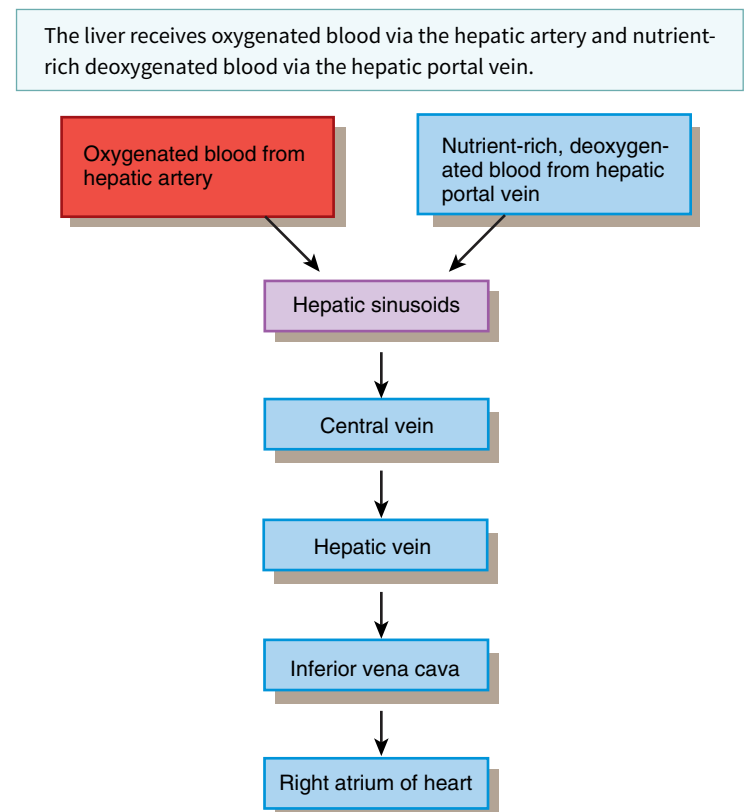 The liver receives oxygenated blood via the hepatic artery and nutrient-
rich deoxygenated blood via the hepatic portal vein.
Oxygenated blood from
hepatic artery
Nutrient-rich, deoxygen-
ated blood from hepatic
portal vein
Hepatic sinusoids
Central vein
Hepatic vein
Inferior vena cava
Right atrium of heart